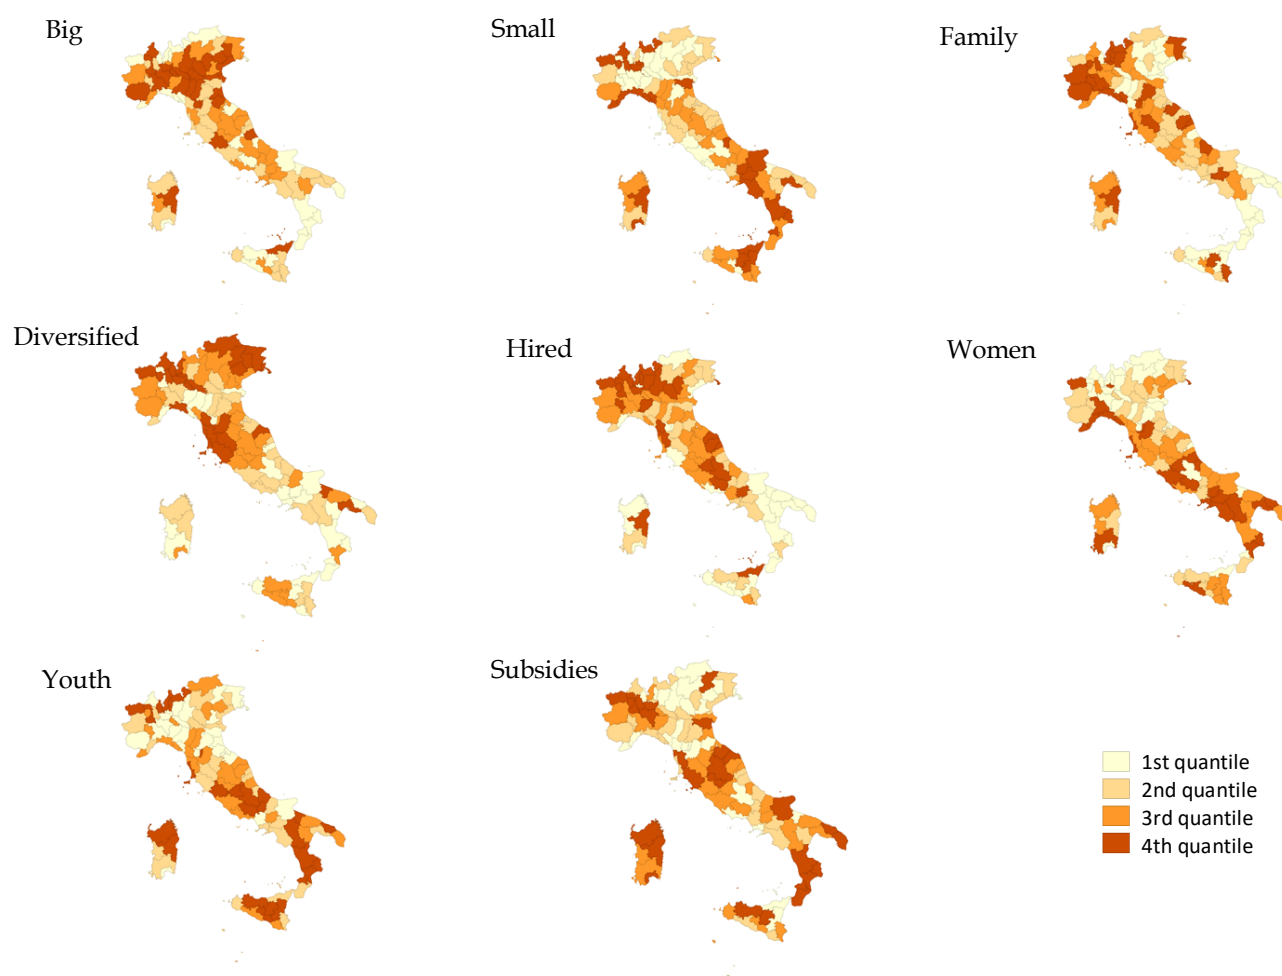 Big
Small
Family
Diversified
Hired
Women
Youth
Subsidies
1st quantile
2nd quantile
3rd quantile
4th quantile